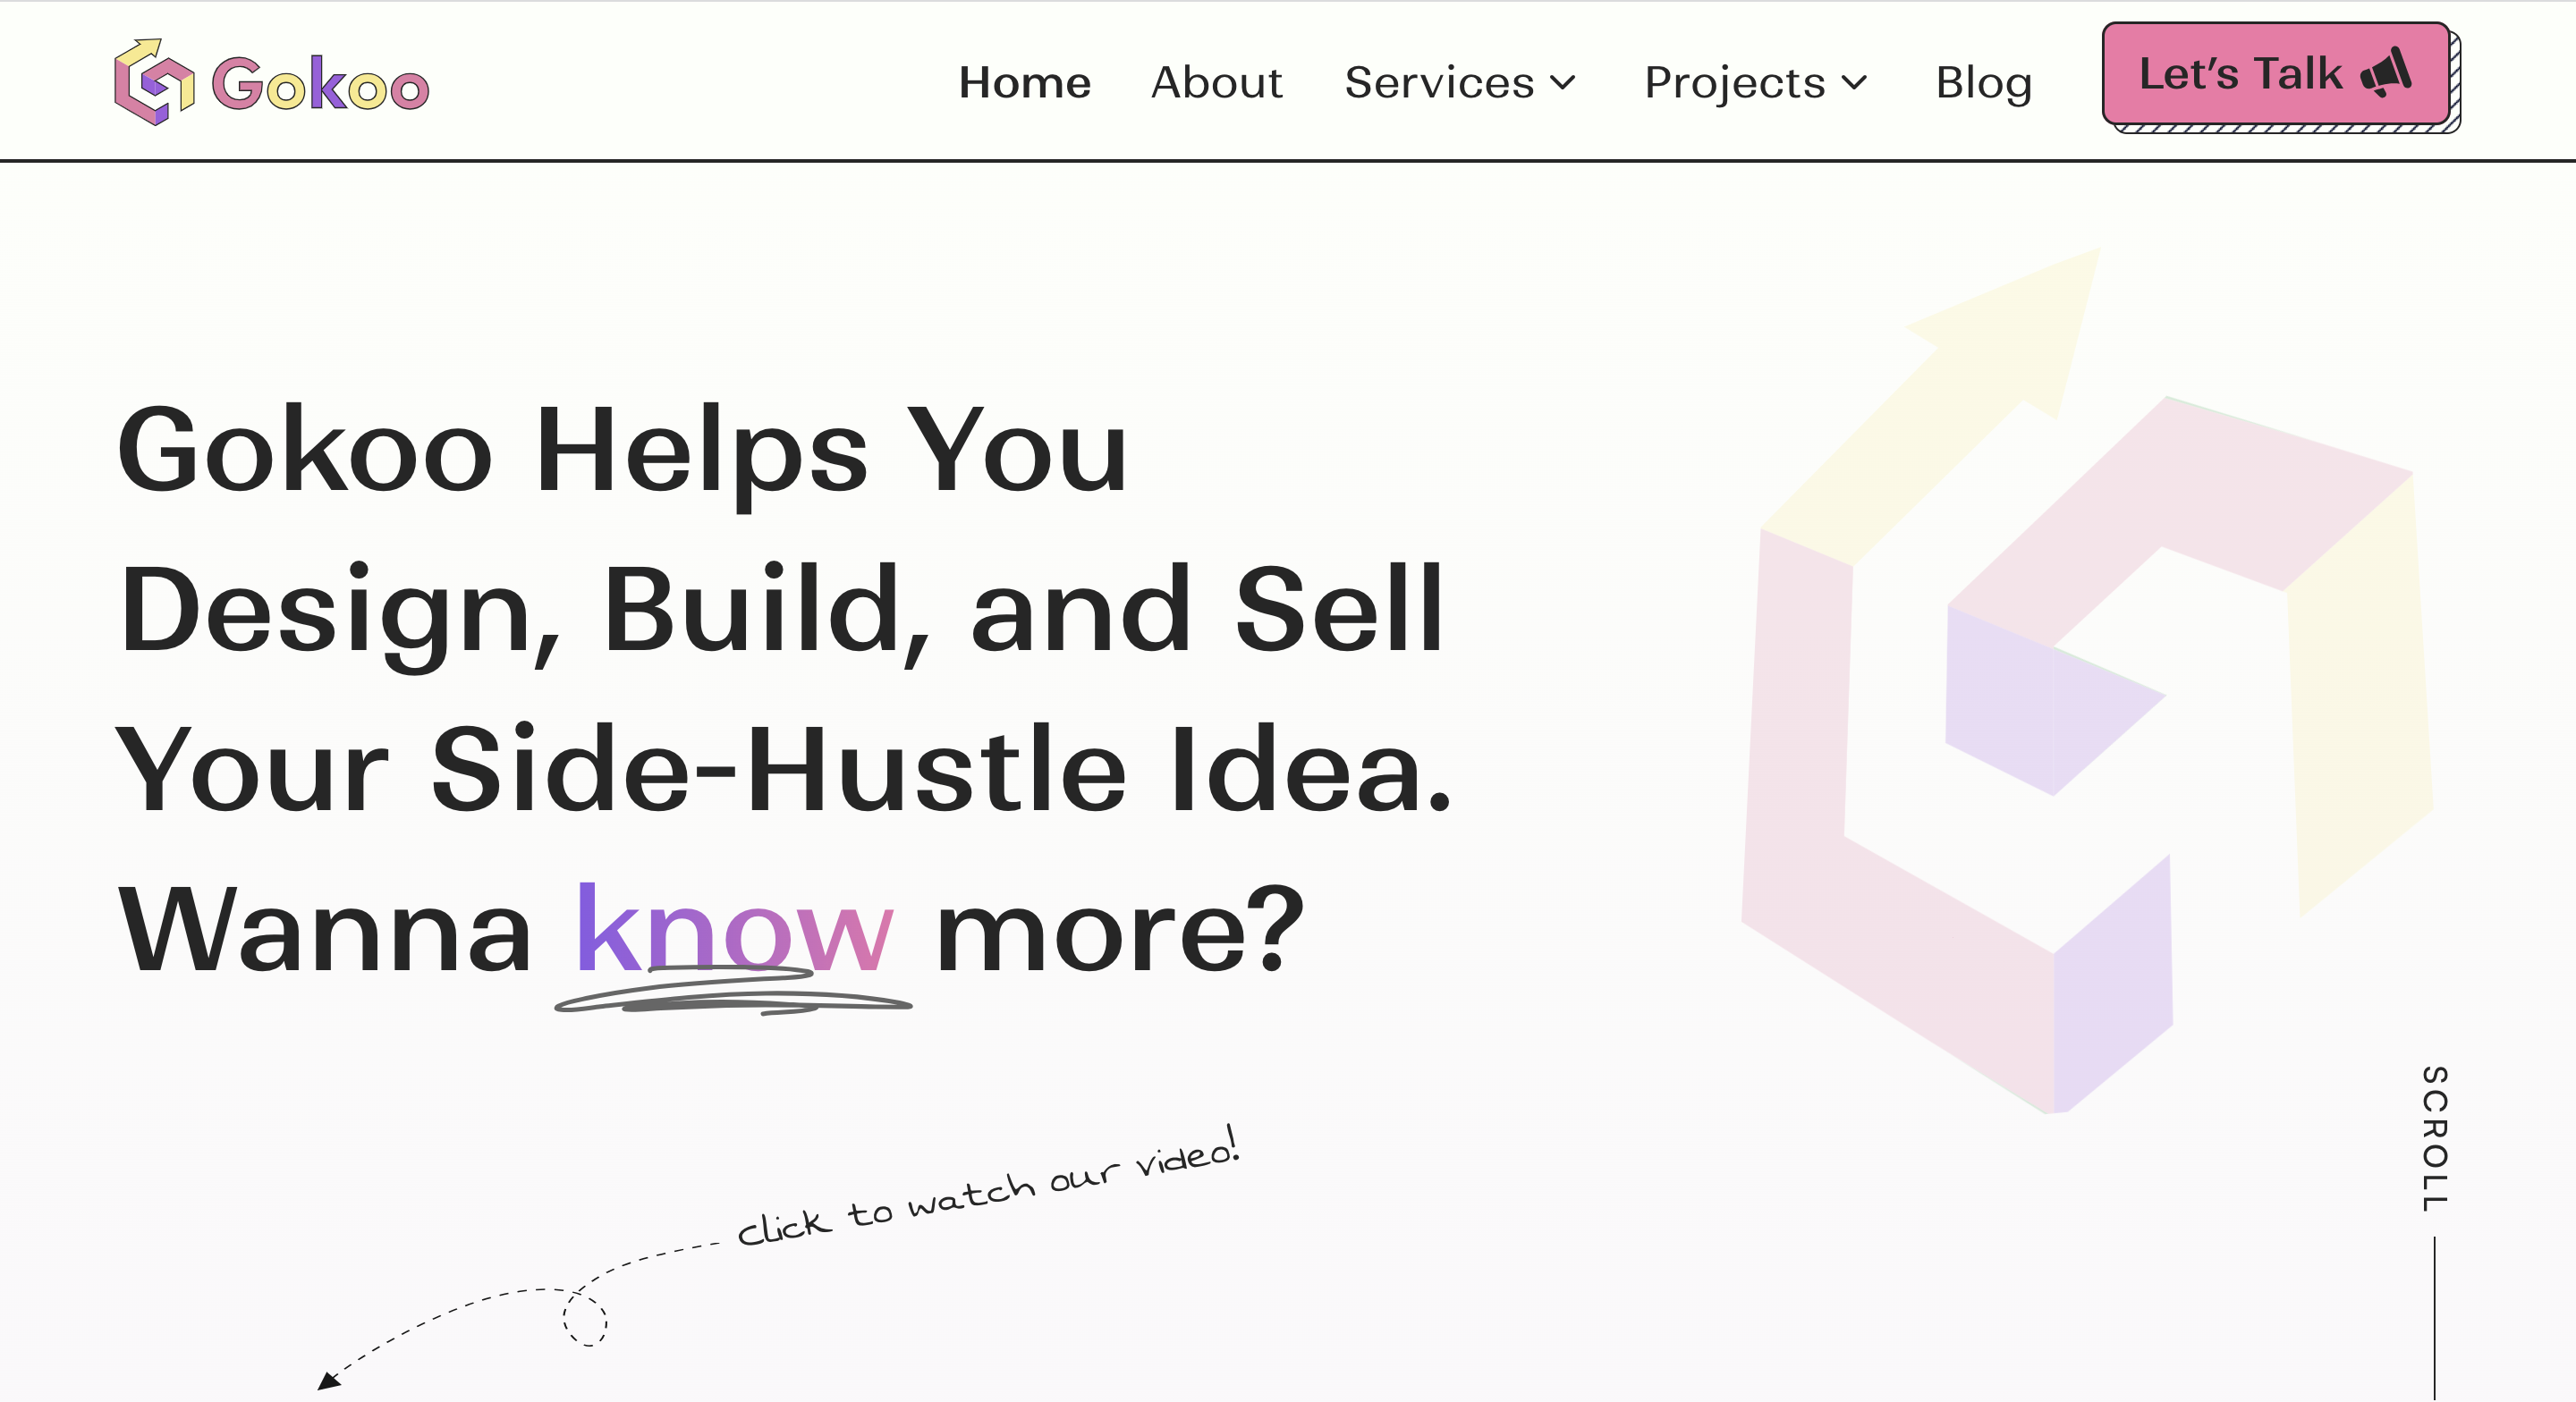 Gokoo
Home About Services Projects Blog Let's Talk
Gokoo Helps You
Design, Build, and Sell
Your Side-Hustle Idea.
Wanna know more?
click to watch our video!
SCROLL